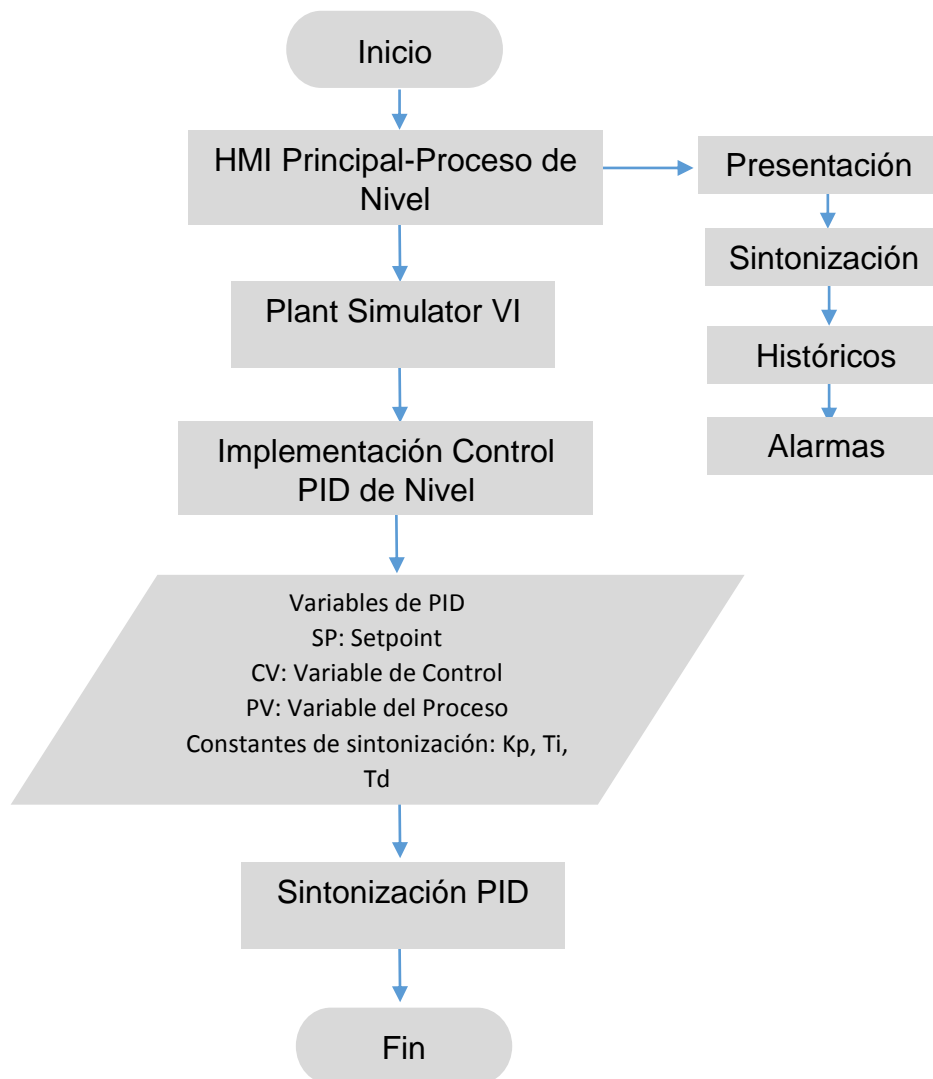 Inicio
HMI Principal-Proceso de
Nivel
Presentación
Sintonización
Históricos
Alarmas
Plant Simulator VI
Implementación Control
PID de Nivel
Variables de PID
SP: Setpoint
CV: Variable de Control
PV: Variable del Proceso
Constantes de sintonización: Kp, Ti,
Td
Sintonización PID
Fin